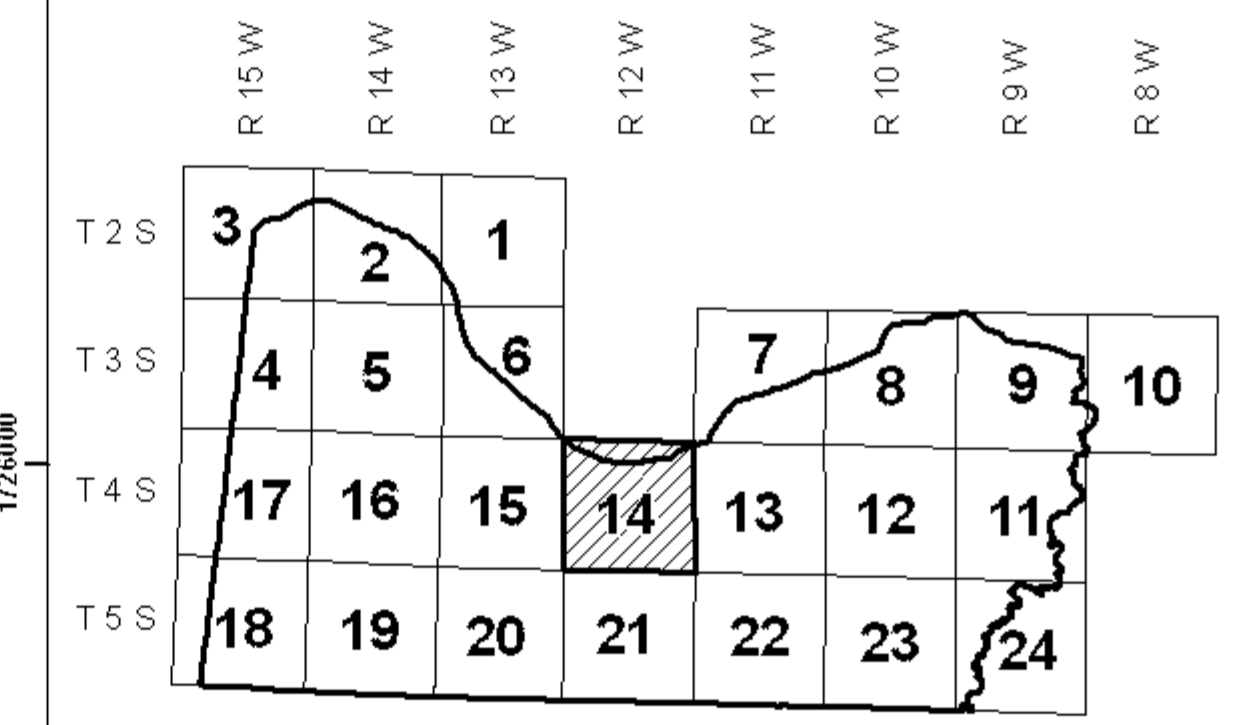 R 15 W R 14 W R 13 W R 12 W R 11 W R 10 W R 9 W R 8 W
T 2 S 3 2 1
T 3 S 4 5 6 7 8 9 10
1726000
T 4 S 17 16 15 14 13 12 11
T 5 S 18 19 20 21 22 23 24